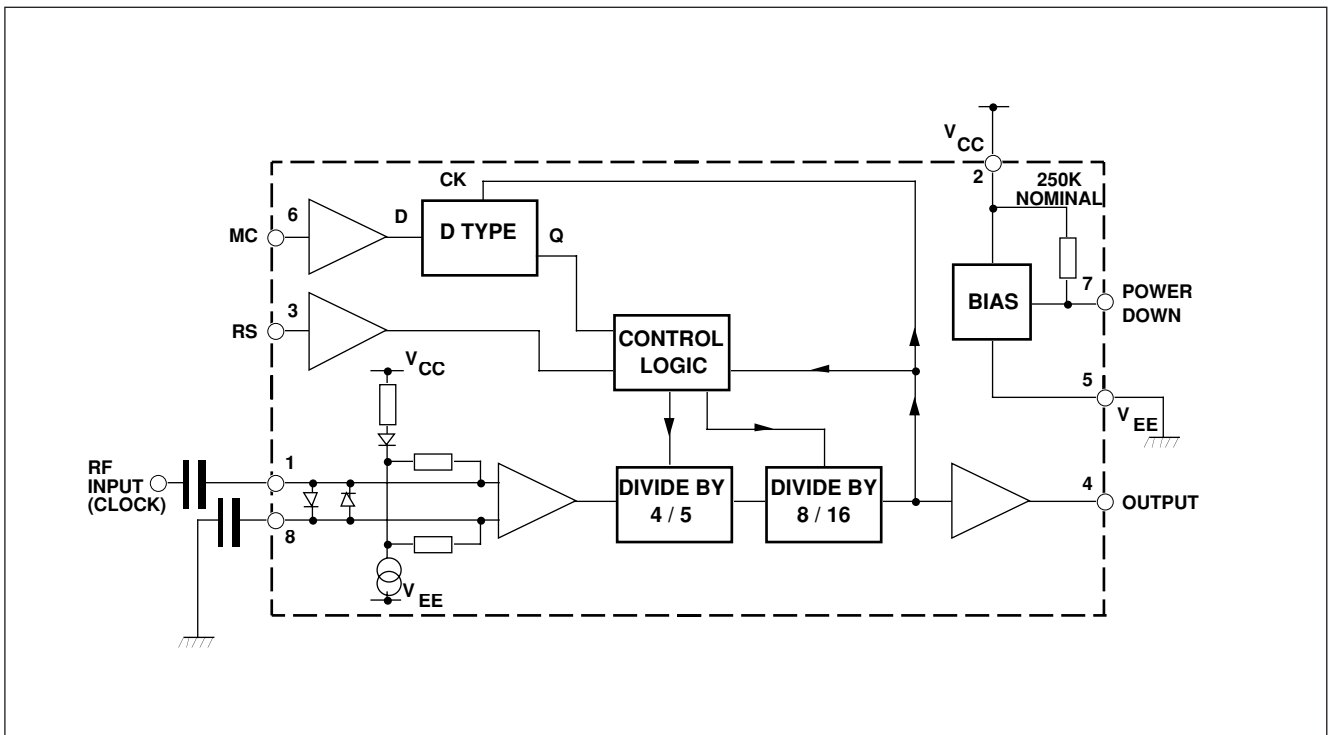 V
CC
2
250K
NOMINAL
CK
6
D
D TYPE
Q
MC
3
RS
BIAS
7
POWER
DOWN
CONTROL
LOGIC
V
CC
5
V
EE
RF
INPUT
(CLOCK)
1
8
DIVIDE BY
4 / 5
DIVIDE BY
8 / 16
4
OUTPUT
V
EE